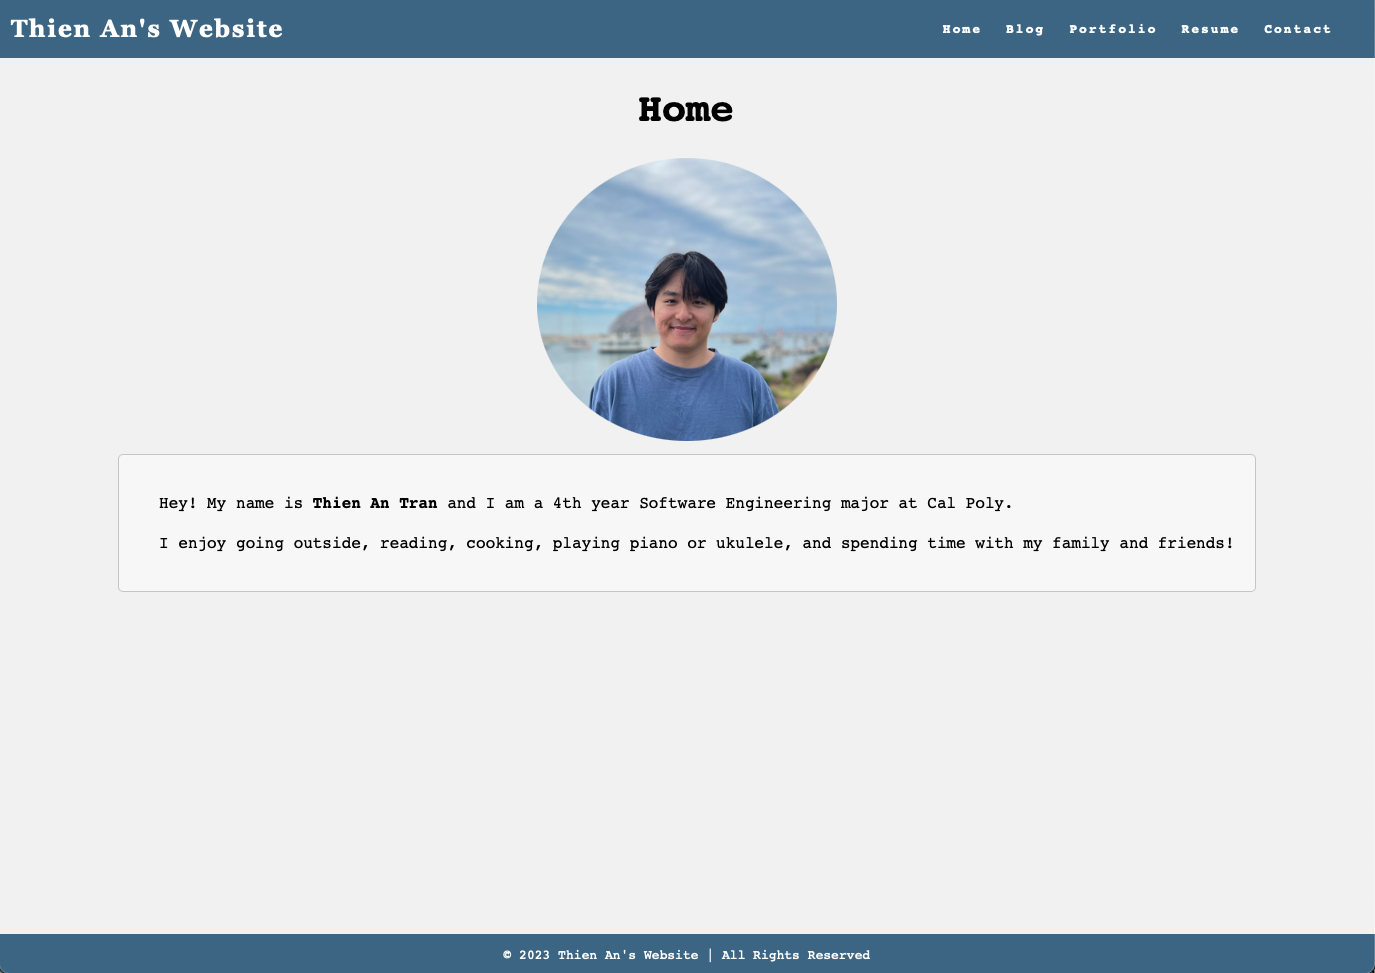 Thien An's Website
Home Blog Portfolio Resume Contact
Home
Hey! My name is Thien An Tran and I am a 4th year Software Engineering major at Cal Poly.
I enjoy going outside, reading, cooking, playing piano or ukulele, and spending time with my family and friends!
© 2023 Thien An's Website | All Rights Reserved